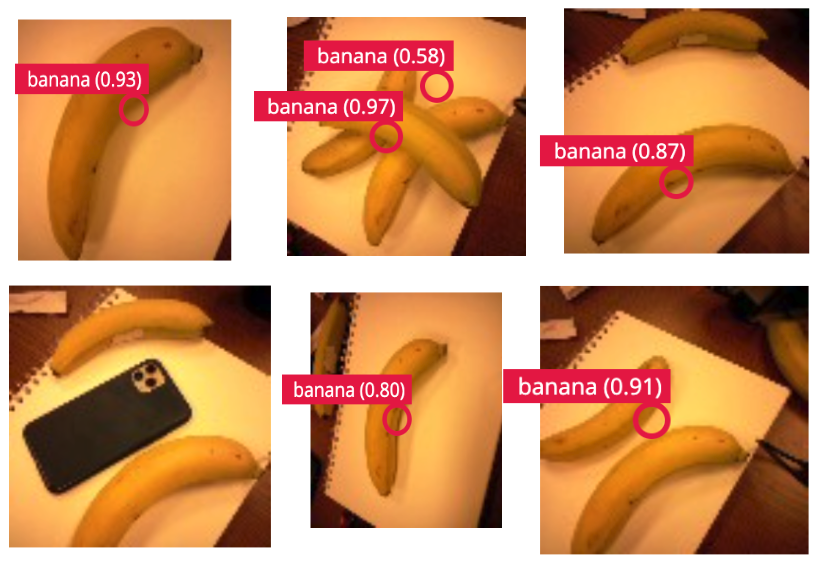 banana (0.93)
banana (0.58)
banana (0.97)
banana (0.87)
banana (0.80)
banana (0.91)